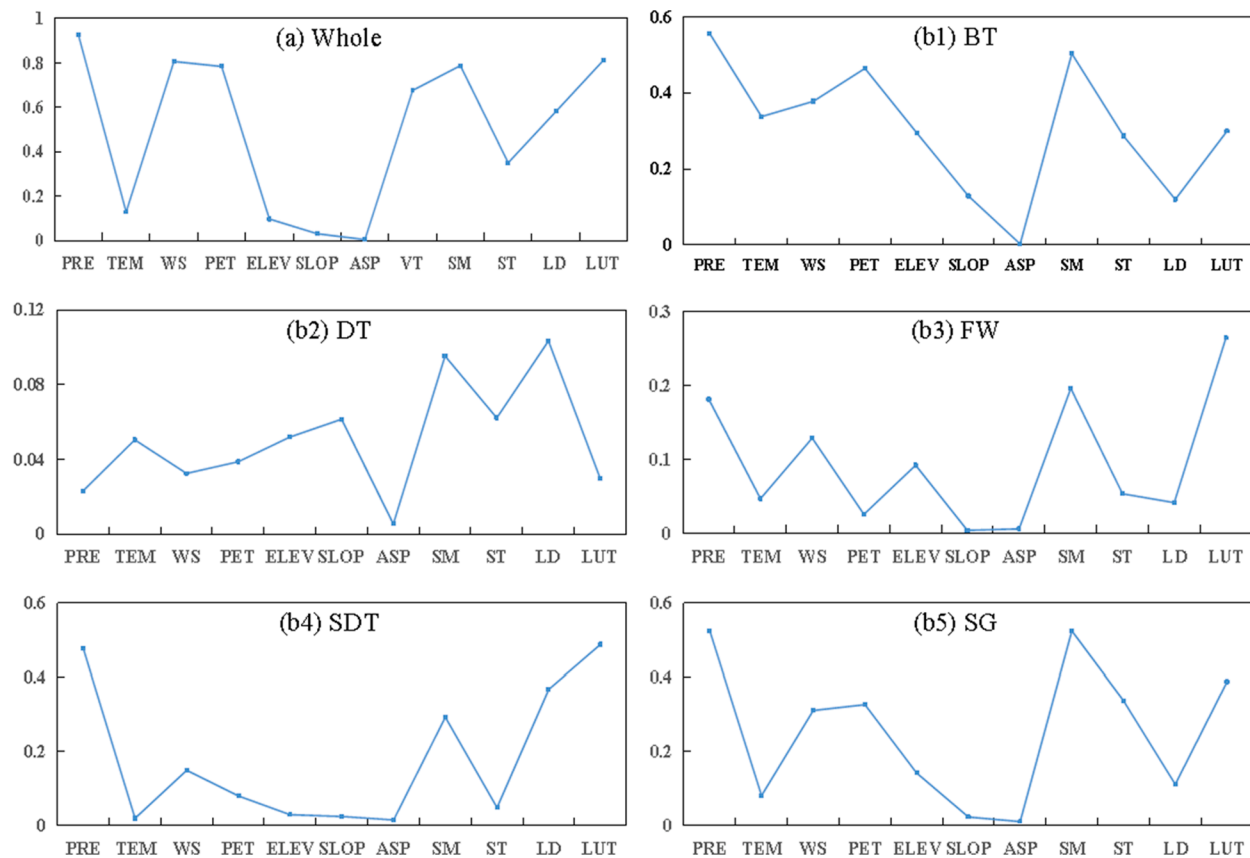 (a) Whole
1
0.8
0.6
0.4
0.2
0
PRE TEM WS PET ELEV SLOP ASP VT SM ST LD LUT
(b1) BT
0.6
0.4
0.2
0
PRE TEM WS PET ELEV SLOP ASP SM ST LD LUT
(b2) DT
0.12
0.08
0.04
0
PRE TEM WS PET ELEV SLOP ASP SM ST LD LUT
(b3) FW
0.3
0.2
0.1
0
PRE TEM WS PET ELEV SLOP ASP SM ST LD LUT
(b4) SDT
0.6
0.4
0.2
0
PRE TEM WS PET ELEV SLOP ASP SM ST LD LUT
(b5) SG
0.6
0.4
0.2
0
PRE TEM WS PET ELEV SLOP ASP SM ST LD LUT